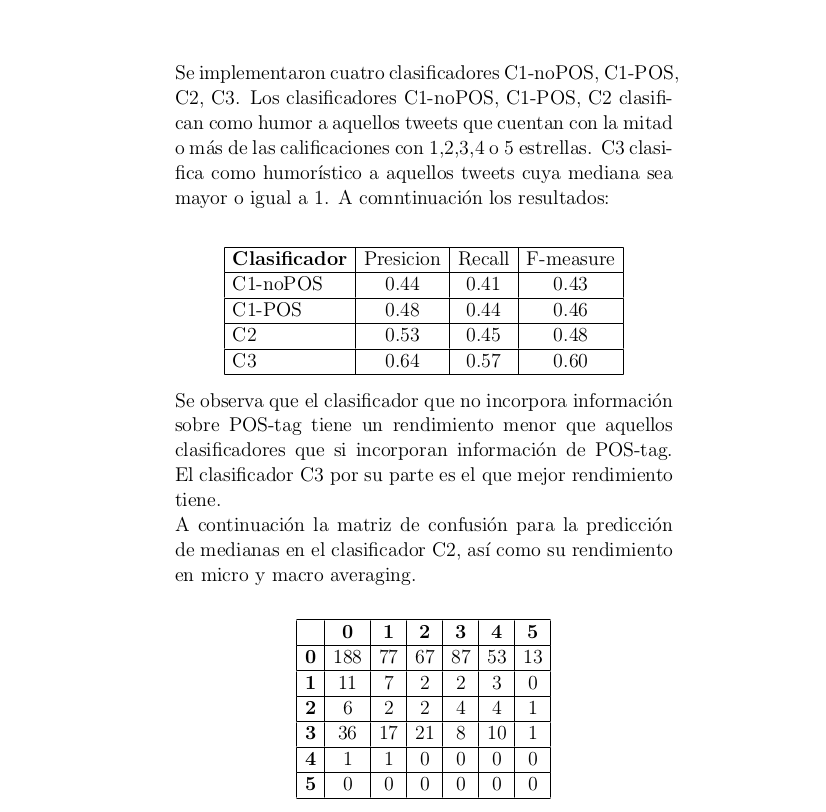 Se implementaron cuatro clasificadores C1-noPOS, C1-POS,
C2, C3. Los clasificadores C1-noPOS, C1-POS, C2 clasifi-
can como humor a aquellos tweets que cuentan con la mitad
o más de las calificaciones con 1,2,3,4 o 5 estrellas. C3 clasi-
fica como humorístico a aquellos tweets cuya mediana sea
mayor o igual a 1. A comntinuación los resultados:
Clasificador Presicion Recall F-measure
C1-noPOS 0.44 0.41 0.43
C1-POS 0.48 0.44 0.46
C2 0.53 0.45 0.48
C3 0.64 0.57 0.60
Se observa que el clasificador que no incorpora información
sobre POS-tag tiene un rendimiento menor que aquellos
clasificadores que si incorporan información de POS-tag.
El clasificador C3 por su parte es el que mejor rendimiento
tiene.
A continuación la matriz de confusión para la predicción
de medianas en el clasificador C2, así como su rendimiento
en micro y macro averaging.
0 1 2 3 4 5
0 188 77 67 87 53 13
1 11 7 2 2 3 0
2 6 2 2 4 4 1
3 36 17 21 8 10 1
4 1 1 0 0 0 0
5 0 0 0 0 0 0